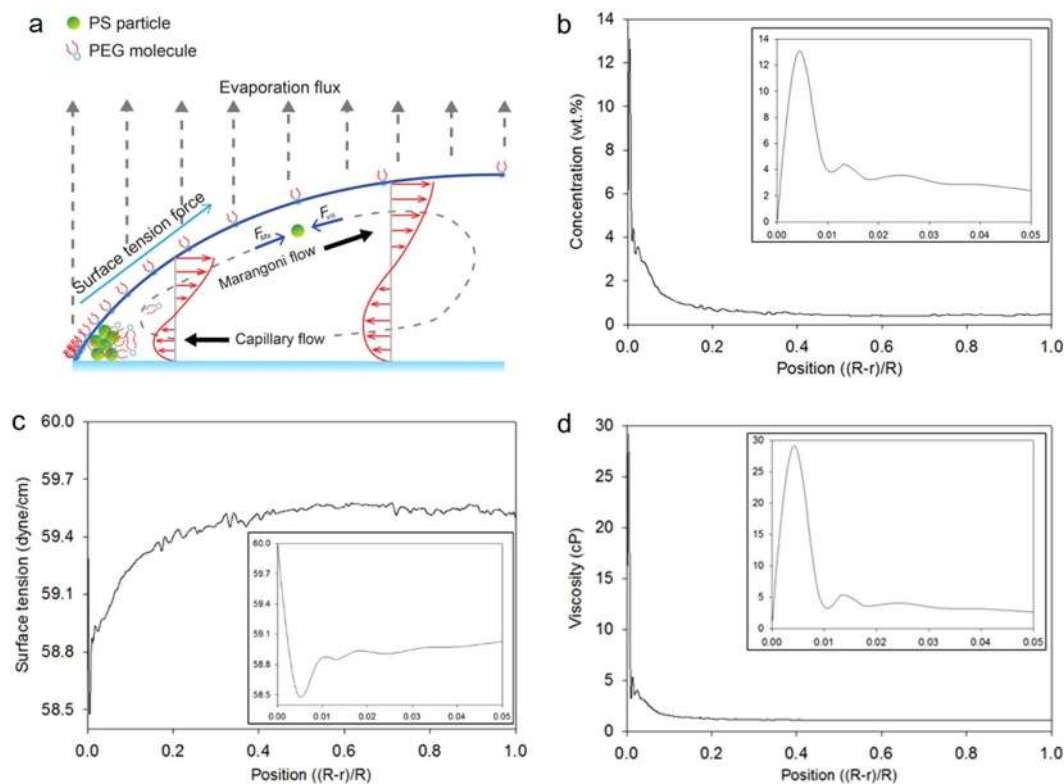 a
PS particle
PEG molecule
Evaporation flux
Surface tension force
Marangoni flow
Capillary flow
b
Concentration (wt.%)
14
12
10
8
6
4
2
0
0.0 0.2 0.4 0.6 0.8 1.0
Position ((R-r)/R)
14
12
10
8
6
4
2
0
0.00 0.01 0.02 0.03 0.04 0.05
c
Surface tension (dyne/cm)
60.0
59.7
59.4
59.1
58.8
58.5
0.0 0.2 0.4 0.6 0.8 1.0
Position ((R-r)/R)
60.0
59.7
59.4
59.1
58.8
58.5
0.00 0.01 0.02 0.03 0.04 0.05
d
Viscosity (cP)
30
25
20
15
10
5
0
0.0 0.2 0.4 0.6 0.8 1.0
Position ((R-r)/R)
30
25
20
15
10
5
0
0.00 0.01 0.02 0.03 0.04 0.05